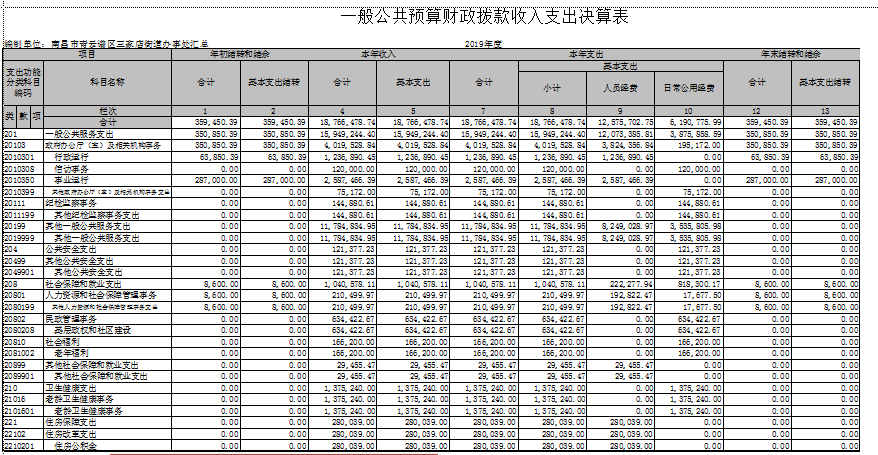 一般公共预算财政拨款收入支出决算表
编制单位：南昌市青云谱区三家店街道办事处汇总 2019年度
项目 年初结转和结余 本年收入 本年支出 年末结转和结余
支出功能分类科目编码 科目名称 合计 基本支出结转 合计 基本支出 合计 基本支出 合计 基本支出结转
小计 人员经费 日常公用经费
类 款 项 栏次 1 2 4 5 7 8 9 10 12 13
合计 359,450.39 359,450.39 18,766,478.74 18,766,478.74 18,766,478.74 18,766,478.74 12,575,702.75 6,190,775.99 359,450.39 359,450.39
201 一般公共服务支出 350,850.39 350,850.39 15,949,244.40 15,949,244.40 15,949,244.40 15,949,244.40 12,073,385.81 3,875,858.59 350,850.39 350,850.39
20103 政府办公厅（室）及相关机构事务 350,850.39 350,850.39 4,019,528.84 4,019,528.84 4,019,528.84 4,019,528.84 3,824,356.84 195,172.00 350,850.39 350,850.39
2010301 行政运行 63,850.39 63,850.39 1,236,890.45 1,236,890.45 1,236,890.45 1,236,890.45 1,236,890.45 0.00 63,850.39 63,850.39
2010308 信访事务 0.00 0.00 120,000.00 120,000.00 120,000.00 120,000.00 0.00 120,000.00 0.00 0.00
2010350 事业运行 287,000.00 287,000.00 2,587,466.39 2,587,466.39 2,587,466.39 2,587,466.39 2,587,466.39 0.00 287,000.00 287,000.00
2010399 其他政府办公厅（室）及相关机构事务支出 0.00 0.00 75,172.00 75,172.00 75,172.00 75,172.00 0.00 75,172.00 0.00 0.00
20111 纪检监察事务 0.00 0.00 144,880.61 144,880.61 144,880.61 144,880.61 0.00 144,880.61 0.00 0.00
2011199 其他纪检监察事务支出 0.00 0.00 144,880.61 144,880.61 144,880.61 144,880.61 0.00 144,880.61 0.00 0.00
20199 其他一般公共服务支出 0.00 0.00 11,784,834.95 11,784,834.95 11,784,834.95 11,784,834.95 8,249,028.97 3,535,805.98 0.00 0.00
2019999 其他一般公共服务支出 0.00 0.00 11,784,834.95 11,784,834.95 11,784,834.95 11,784,834.95 8,249,028.97 3,535,805.98 0.00 0.00
204 公共安全支出 0.00 0.00 121,377.23 121,377.23 121,377.23 121,377.23 0.00 121,377.23 0.00 0.00
20499 其他公共安全支出 0.00 0.00 121,377.23 121,377.23 121,377.23 121,377.23 0.00 121,377.23 0.00 0.00
2049901 其他公共安全支出 0.00 0.00 121,377.23 121,377.23 121,377.23 121,377.23 0.00 121,377.23 0.00 0.00
208 社会保障和就业支出 8,600.00 8,600.00 1,040,578.11 1,040,578.11 1,040,578.11 1,040,578.11 222,277.94 818,300.17 8,600.00 8,600.00
20801 人力资源和社会保障管理事务 8,600.00 8,600.00 210,499.97 210,499.97 210,499.97 210,499.97 192,822.47 17,677.50 8,600.00 8,600.00
2080199 其他人力资源和社会保障管理事务支出 8,600.00 8,600.00 210,499.97 210,499.97 210,499.97 210,499.97 192,822.47 17,677.50 8,600.00 8,600.00
20802 民政管理事务 0.00 0.00 634,422.67 634,422.67 634,422.67 634,422.67 0.00 634,422.67 0.00 0.00
2080208 基层政权和社区建设 0.00 0.00 634,422.67 634,422.67 634,422.67 634,422.67 0.00 634,422.67 0.00 0.00
20810 社会福利 0.00 0.00 166,200.00 166,200.00 166,200.00 166,200.00 0.00 166,200.00 0.00 0.00
2081002 老年福利 0.00 0.00 166,200.00 166,200.00 166,200.00 166,200.00 0.00 166,200.00 0.00 0.00
20899 其他社会保障和就业支出 0.00 0.00 29,455.47 29,455.47 29,455.47 29,455.47 29,455.47 0.00 0.00 0.00
2089901 其他社会保障和就业支出 0.00 0.00 29,455.47 29,455.47 29,455.47 29,455.47 29,455.47 0.00 0.00 0.00
210 卫生健康支出 0.00 0.00 1,375,240.00 1,375,240.00 1,375,240.00 1,375,240.00 0.00 1,375,240.00 0.00 0.00
21016 老龄卫生健康事务 0.00 0.00 1,375,240.00 1,375,240.00 1,375,240.00 1,375,240.00 0.00 1,375,240.00 0.00 0.00
2101601 老龄卫生健康事务 0.00 0.00 1,375,240.00 1,375,240.00 1,375,240.00 1,375,240.00 0.00 1,375,240.00 0.00 0.00
221 住房保障支出 0.00 0.00 280,039.00 280,039.00 280,039.00 280,039.00 280,039.00 0.00 0.00 0.00
22102 住房改革支出 0.00 0.00 280,039.00 280,039.00 280,039.00 280,039.00 280,039.00 0.00 0.00 0.00
2210201 住房公积金 0.00 0.00 280,039.00 280,039.00 280,039.00 280,039.00 280,039.00 0.00 0.00 0.00